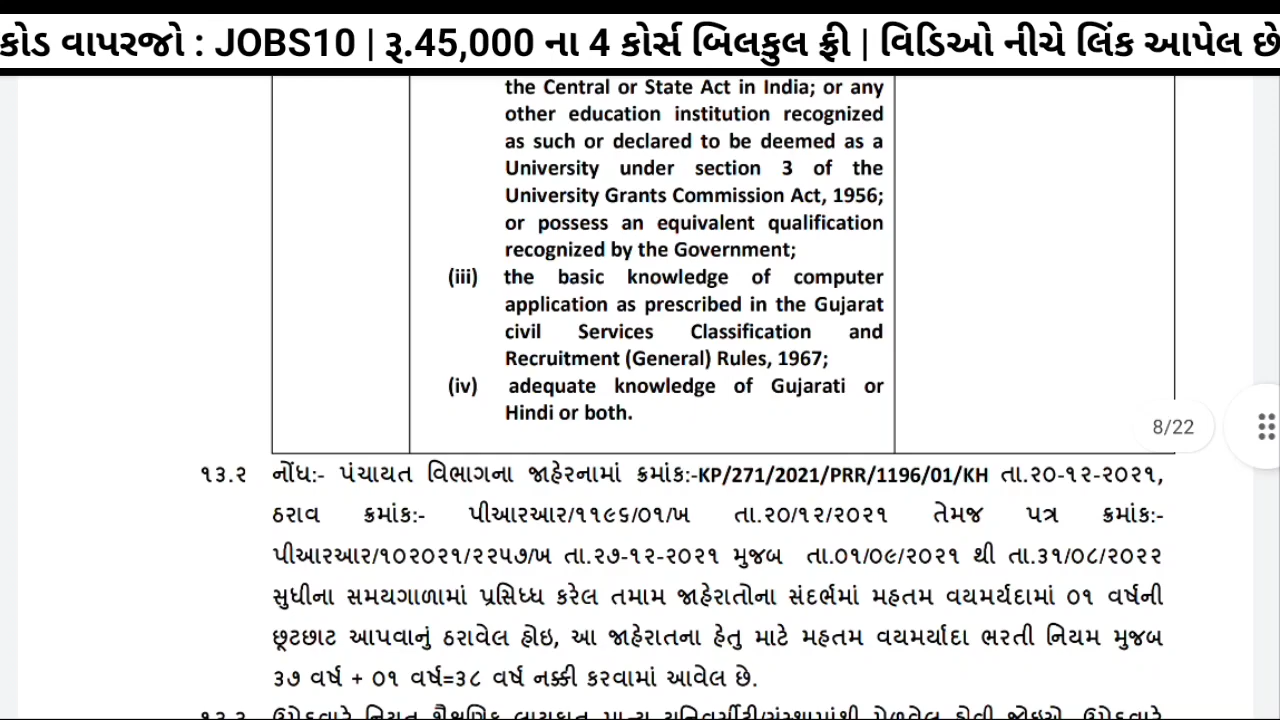 કોડ વાપરજો : JOBS10 | રૂ.45,000 ના 4 કોર્સ બિલકુલ ફ્રી | વિડિઓ નીચે લિંક આપેલ છે
the Central or State Act in India; or any
other education institution recognized
as such or declared to be deemed as a
University under section 3 of the
University Grants Commission Act, 1956;
or possess an equivalent qualification
recognized by the Government;
(iii) the basic knowledge of computer
application as prescribed in the Gujarat
civil Services Classification and
Recruitment (General) Rules, 1967;
(iv) adequate knowledge of Gujarati or
Hindi or both.
8/22
૧૩.૨ નોંધ:- પંચાયત વિભાગના જાહેરનામાં ક્રમાંક:-KP/271/2021/PRR/1196/01/KH તા.૨૦-૧૨-૨૦૨૧,
ઠરાવ ક્રમાંક:- પીઆરઆર/૧૧૯૬/૦૧/ખ તા.૨૦/૧૨/૨૦૨૧ તેમજ પત્ર ક્રમાંક:-
પીઆરઆર/૧૦૨૦૨૧/૨૨૫૭/ખ તા.૨૭-૧૨-૨૦૨૧ મુજબ તા.૦૧/૦૯/૨૦૨૧ થી તા.૩૧/૦૮/૨૦૨૨
સુધીના સમયગાળામાં પ્રસિધ્ધ કરેલ તમામ જાહેરાતોના સંદર્ભમાં મહતમ વયમર્યદામાં ૦૧ વર્ષની
છૂટછાટ આપવાનું ઠરાવેલ હોઇ, આ જાહેરાતના હેતુ માટે મહતમ વયમર્યાદા ભરતી નિયમ મુજબ
૩૭ વર્ષ + ૦૧ વર્ષ=૩૮ વર્ષ નક્કી કરવામાં આવેલ છે.